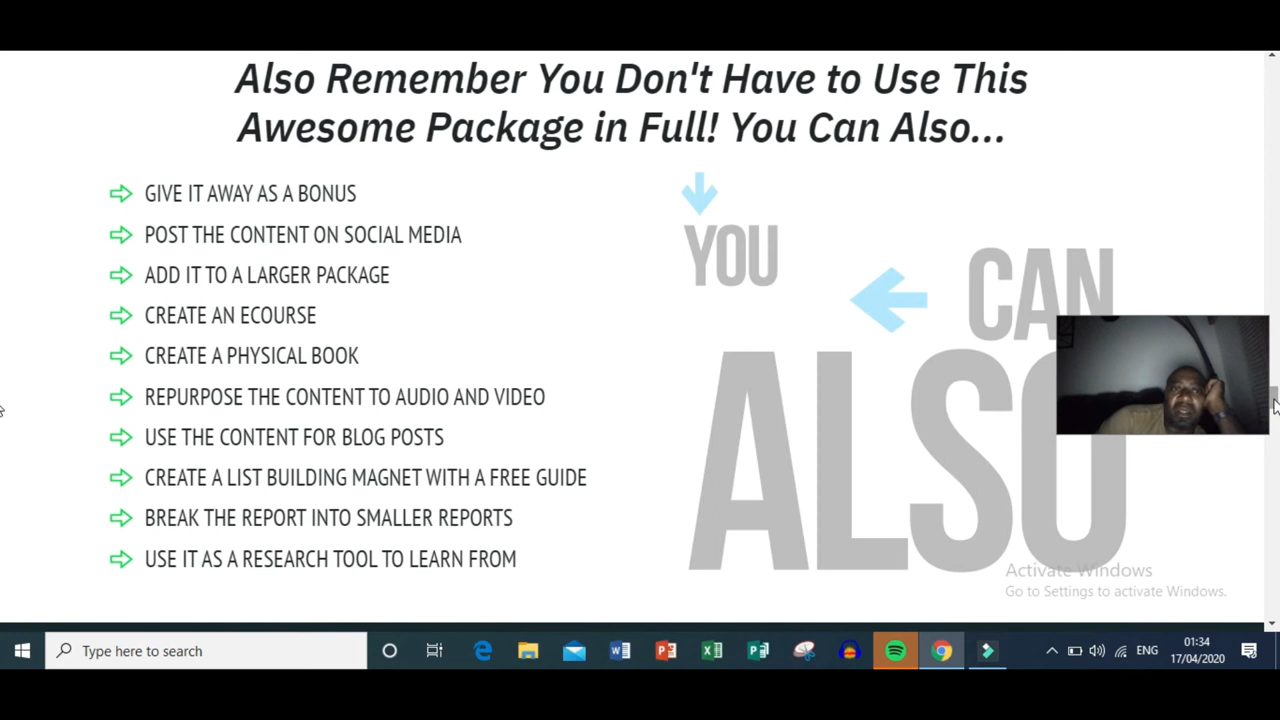 Also Remember You Don't Have to Use This
Awesome Package in Full! You Can Also...
GIVE IT AWAY AS A BONUS
POST THE CONTENT ON SOCIAL MEDIA
ADD IT TO A LARGER PACKAGE
CREATE AN ECOURSE
CREATE A PHYSICAL BOOK
REPURPOSE THE CONTENT TO AUDIO AND VIDEO
USE THE CONTENT FOR BLOG POSTS
CREATE A LIST BUILDING MAGNET WITH A FREE GUIDE
BREAK THE REPORT INTO SMALLER REPORTS
USE IT AS A RESEARCH TOOL TO LEARN FROM
YOU
CAN
ALSO
Activate Windows
Go to Settings to activate Windows.
Type here to search
ENG
01:34
17/04/2020